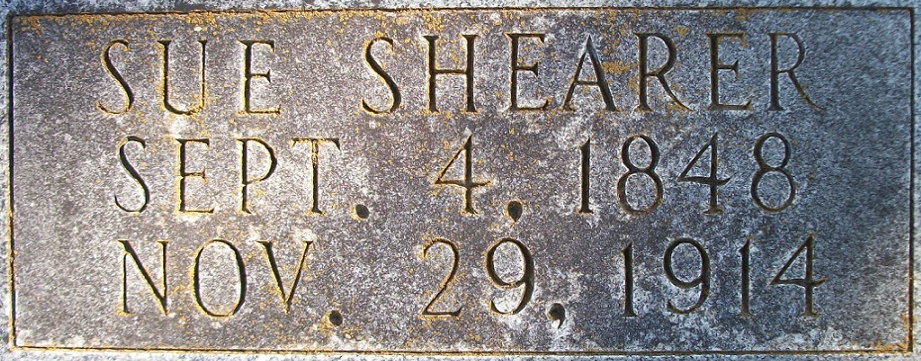 SUE SHEARER
SEPT. 4, 1848
NOV. 29, 1914